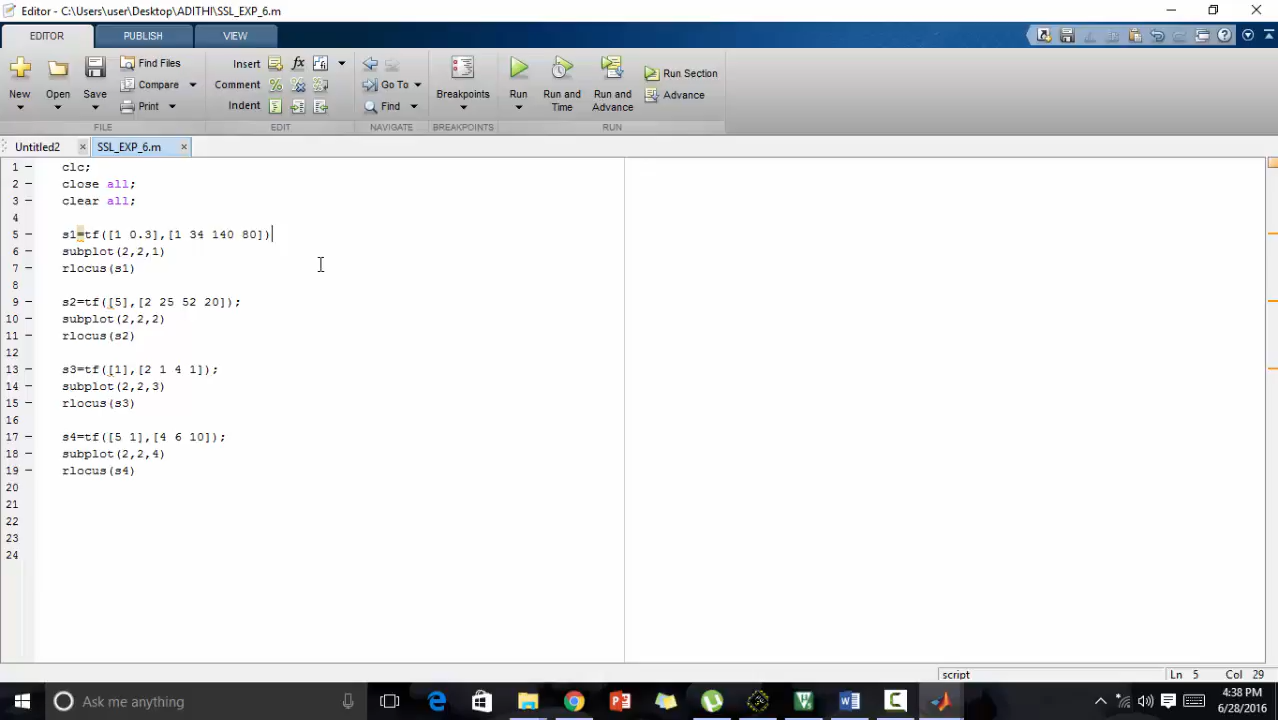 Editor - C:\Users\user\Desktop\ADITHI\SSL_EXP_6.m
EDITOR PUBLISH VIEW
New Open Save Find Files Compare Print
Insert Comment Indent
Go To Find
Breakpoints Run Run and Time Run and Advance Run Section Advance
FILE EDIT NAVIGATE BREAKPOINTS RUN
Untitled2 × SSL_EXP_6.m ×
1 – clc;
2 – close all;
3 – clear all;
4
5 – s1=tf([1 0.3],[1 34 140 80])
6 – subplot(2,2,1)
7 – rlocus(s1)
8
9 – s2=tf([5],[2 25 52 20]);
10 – subplot(2,2,2)
11 – rlocus(s2)
12
13 – s3=tf([1],[2 1 4 1]);
14 – subplot(2,2,3)
15 – rlocus(s3)
16
17 – s4=tf([5 1],[4 6 10]);
18 – subplot(2,2,4)
19 – rlocus(s4)
20
21
22
23
24
script Ln 5 Col 29
Ask me anything
4:38 PM
6/28/2016